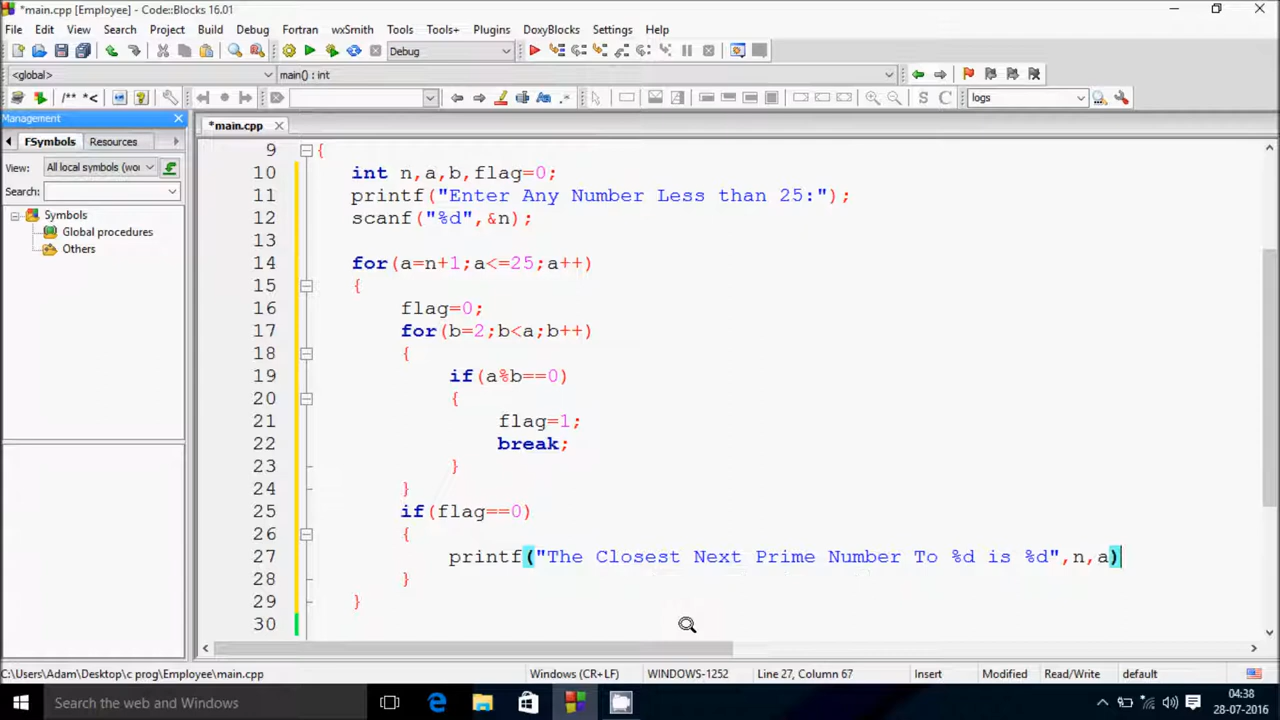 *main.cpp [Employee] - Code::Blocks 16.01
File Edit View Search Project Build Debug Fortran wxSmith Tools Tools+ Plugins DoxyBlocks Settings Help
Debug
<global> main() : int
/** *< logs
Management *main.cpp
FSymbols Resources
View: All local symbols (wo
Search:
Symbols
Global procedures
Others
9 {
10 int n,a,b,flag=0;
11 printf("Enter Any Number Less than 25:");
12 scanf("%d",&n);
13
14 for(a=n+1;a<=25;a++)
15 {
16 flag=0;
17 for(b=2;b<a;b++)
18 {
19 if(a%b==0)
20 {
21 flag=1;
22 break;
23 }
24 }
25 if(flag==0)
26 {
27 printf("The Closest Next Prime Number To %d is %d",n,a)
28 }
29 }
30
C:\Users\Adam\Desktop\c prog\Employee\main.cpp Windows (CR+LF) WINDOWS-1252 Line 27, Column 67 Insert Modified Read/Write default
Search the web and Windows
04:38
28-07-2016